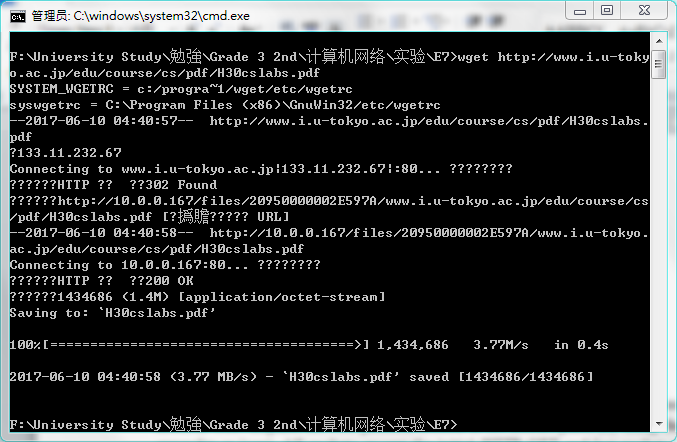 管理员: C:\windows\system32\cmd.exe
F:\University Study\勉強\Grade 3 2nd\计算机网络\实验\E7>wget http://www.i.u-toky
o.ac.jp/edu/course/cs/pdf/H30cslabs.pdf
SYSTEM_WGETRC = c:/progra~1/wget/etc/wgetrc
syswgetrc = C:\Program Files (x86)\GnuWin32/etc/wgetrc
--2017-06-10 04:40:57--  http://www.i.u-tokyo.ac.jp/edu/course/cs/pdf/H30cslabs.
pdf
?133.11.232.67
Connecting to www.i.u-tokyo.ac.jp|133.11.232.67|:80... ????????
??????HTTP ??  ??302 Found
??????http://10.0.0.167/files/20950000002E597A/www.i.u-tokyo.ac.jp/edu/course/cs
/pdf/H30cslabs.pdf [?撝贍????? URL]
--2017-06-10 04:40:58--  http://10.0.0.167/files/20950000002E597A/www.i.u-tokyo.
ac.jp/edu/course/cs/pdf/H30cslabs.pdf
Connecting to 10.0.0.167:80... ????????
??????HTTP ??  ??200 OK
??????1434686 (1.4M) [application/octet-stream]
Saving to: `H30cslabs.pdf'
100%[======================================>] 1,434,686   3.77M/s   in 0.4s
2017-06-10 04:40:58 (3.77 MB/s) - `H30cslabs.pdf' saved [1434686/1434686]
F:\University Study\勉強\Grade 3 2nd\计算机网络\实验\E7>